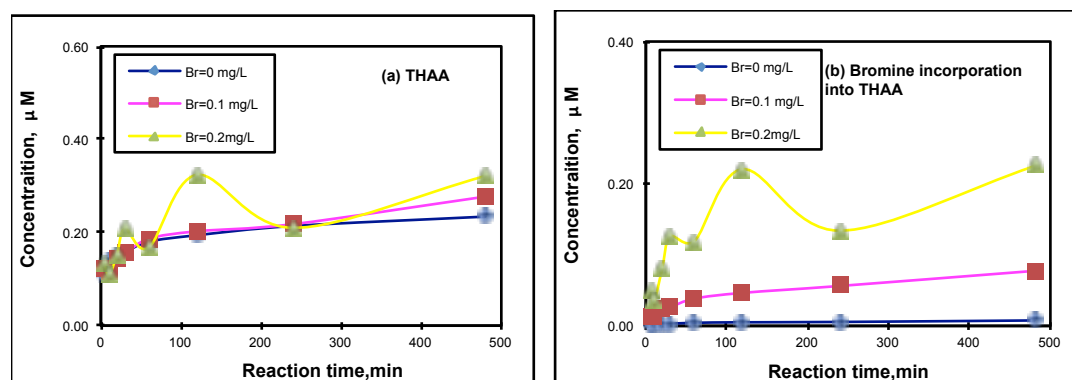 0.60
0.40
0.20
0.00
0
100
200
300
400
500
Concentraition, μ M
Reaction time,min
Br=0 mg/L
Br=0.1 mg/L
Br=0.2mg/L
(a) THAA
0.40
0.20
0.00
0
100
200
300
400
500
Concentration, μ M
Reaction time,min
Br=0 mg/L
Br=0.1 mg/L
Br=0.2mg/L
(b) Bromine incorporation
into THAA